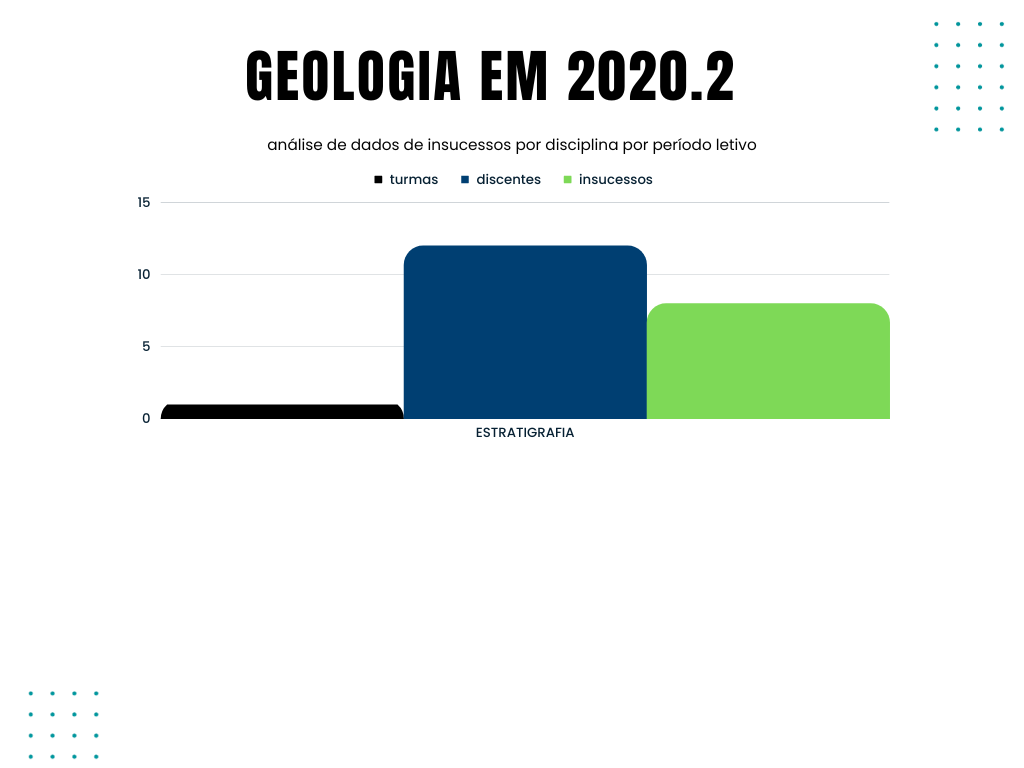 GEOLOGIA EM 2020.2
análise de dados de insucessos por disciplina por período letivo
turmas discentes insucessos
15
10
5
0
ESTRATIGRAFIA